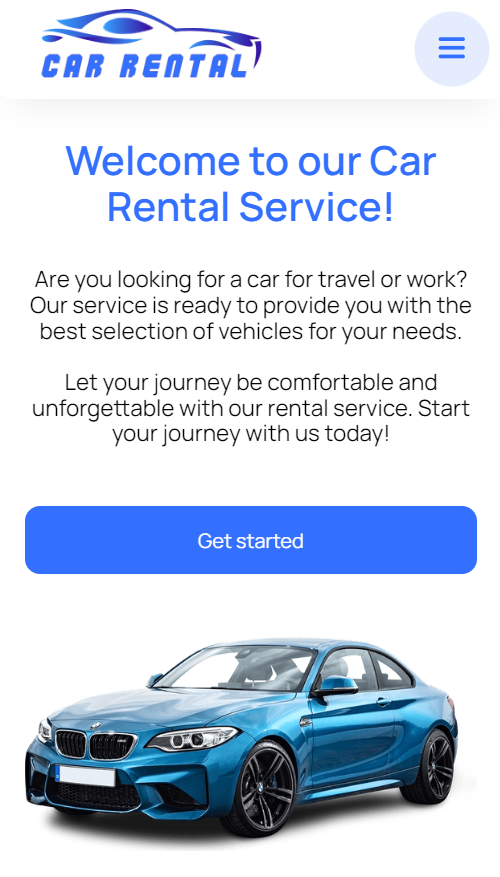 CAR RENTAL
Welcome to our Car
Rental Service!
Are you looking for a car for travel or work?
Our service is ready to provide you with the
best selection of vehicles for your needs.
Let your journey be comfortable and
unforgettable with our rental service. Start
your journey with us today!
Get started